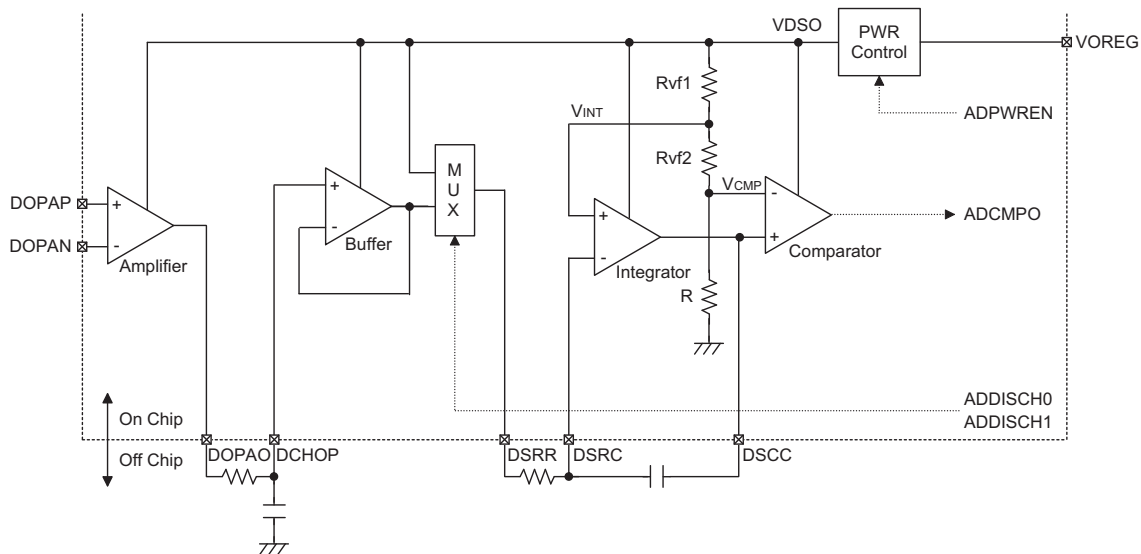 VDSO
PWR
Control
VOREG
Rvf1
VINT
ADPWREN
Rvf2
M
U
X
DOPAP
+
+
VCMP
-
DOPAN
-
-
+
ADCMPO
Amplifier
Buffer
Integrator
-
+
Comparator
R
On Chip
Off Chip
ADDISCH0
ADDISCH1
DOPAO
DCHOP
DSRR
DSRC
DSCC